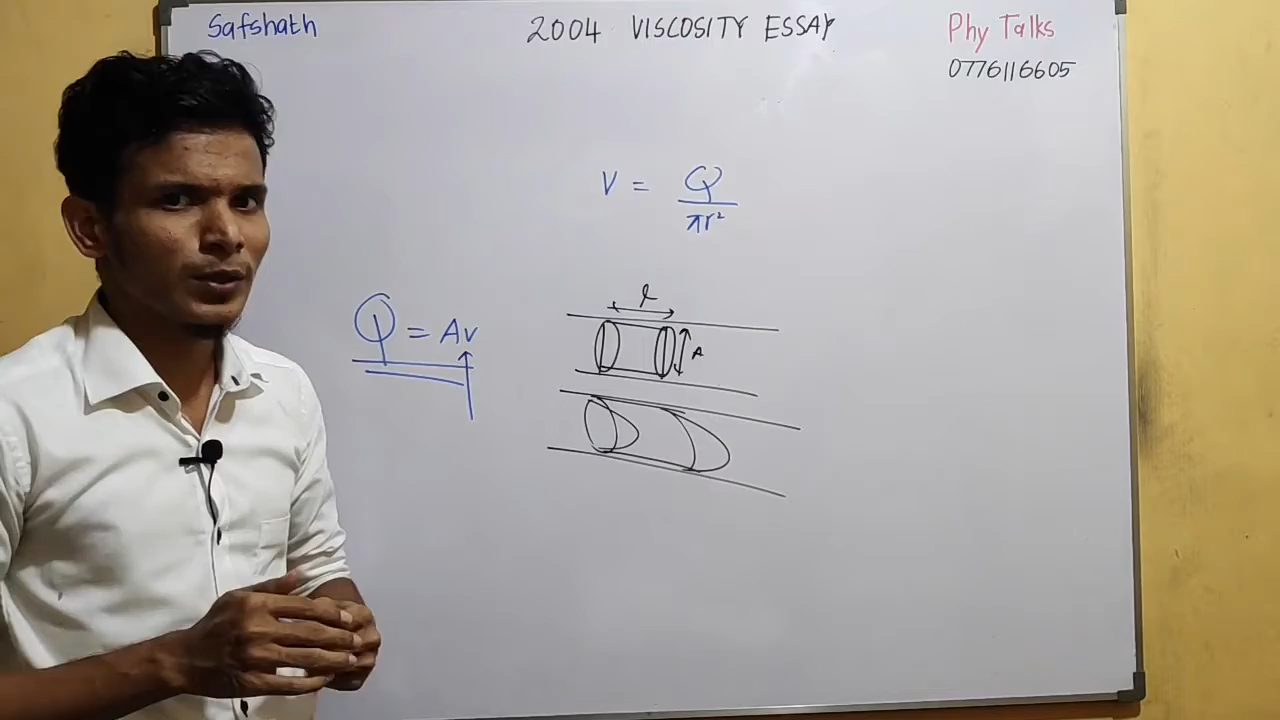 Safshath
2004 VISCOSITY ESSAY
Phy Talks
0776116605
V = Q
πr²
Q = Av
l
A